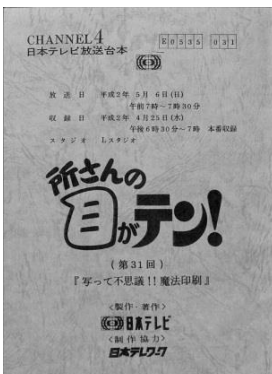 CHANNEL4
日本テレビ放送台本
K0535 031
放送日 平成2年 5月 6日(日)
午前7時～7時30分
収録日 平成2年 4月25日(水)
午後6時30分～7時 本番収録
スタジオ Lスタジオ
所さんの
目がテン!
(第31回)
『写って不思議!!魔法印刷』
<製作・著作>
日本テレビ
<制作協力>
日本テレワーク